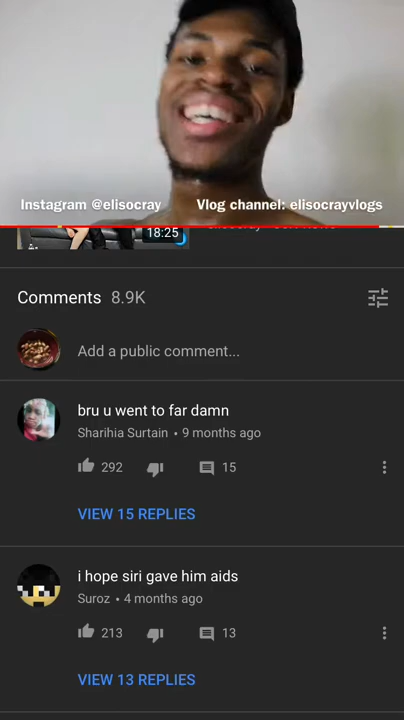 Instagram @elisocray
Vlog channel: elisocrayvlogs
18:25
Comments 8.9K
Add a public comment...
bru u went to far damn
Sharihia Surtain • 9 months ago
292
15
VIEW 15 REPLIES
i hope siri gave him aids
Suroz • 4 months ago
213
13
VIEW 13 REPLIES